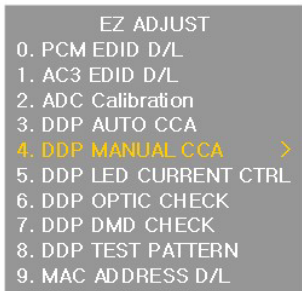 EZ ADJUST
0. PCM EDID D/L
1. AC3 EDID D/L
2. ADC Calibration
3. DDP AUTO CCA
4. DDP MANUAL CCA >
5. DDP LED CURRENT CTRL
6. DDP OPTIC CHECK
7. DDP DMD CHECK
8. DDP TEST PATTERN
9. MAC ADDRESS D/L